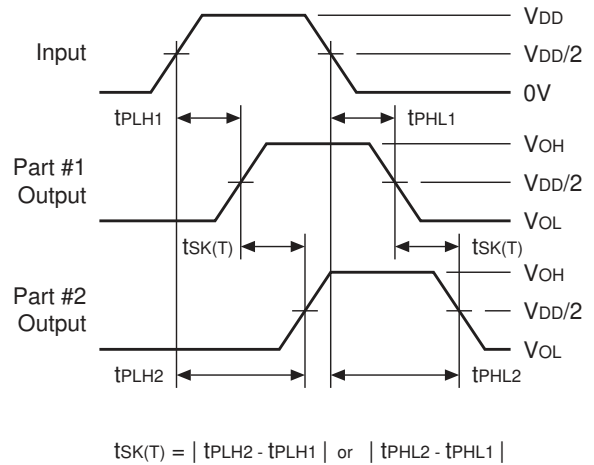 VDD
Input
VDD/2
0V
tPLH1
tPHL1
VOH
Part #1
Output
VDD/2
VOL
tSK(T)
tSK(T)
VOH
Part #2
Output
VDD/2
VOL
tPLH2
tPHL2
tSK(T) = | tPLH2 - tPLH1 | or | tPHL2 - tPHL1 |